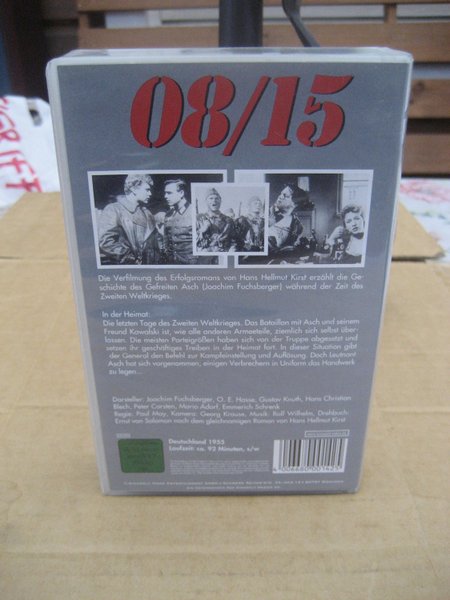 08/15
Die Verfilmung des Erfolgsromans von Hans Hellmut Kirst erzählt die Ge-
schichte des Gefreiten Asch (Joachim Fuchsberger) während der Zeit des
Zweiten Weltkrieges.
In der Heimat:
Die letzten Tage des Zweiten Weltkrieges. Das Bataillon mit Asch und seinem
Freund Kowalski ist, wie alle anderen Armeeteile, ziemlich sich selbst über-
lassen. Die meisten Parteigrößen haben sich von der Truppe abgesetzt und
setzen ihr geschäftiges Treiben in der Heimat fort. In dieser Situation gibt
der General den Befehl zur Kampfeinstellung und Auflösung. Doch Leutnant
Asch hat sich vorgenommen, einigen Verbrechern in Uniform das Handwerk
zu legen...
Darsteller: Joachim Fuchsberger, O. E. Hasse, Gustav Knuth, Hans Christian
Blech, Peter Carsten, Mario Adorf, Emmerich Schrenk
Regie: Paul May, Kamera: Georg Krause, Musik: Rolf Wilhelm, Drehbuch:
Ernst von Salomon nach dem gleichnamigen Roman von Hans Hellmut Kirst
Deutschland 1955
Laufzeit: ca. 92 Minuten, s/w